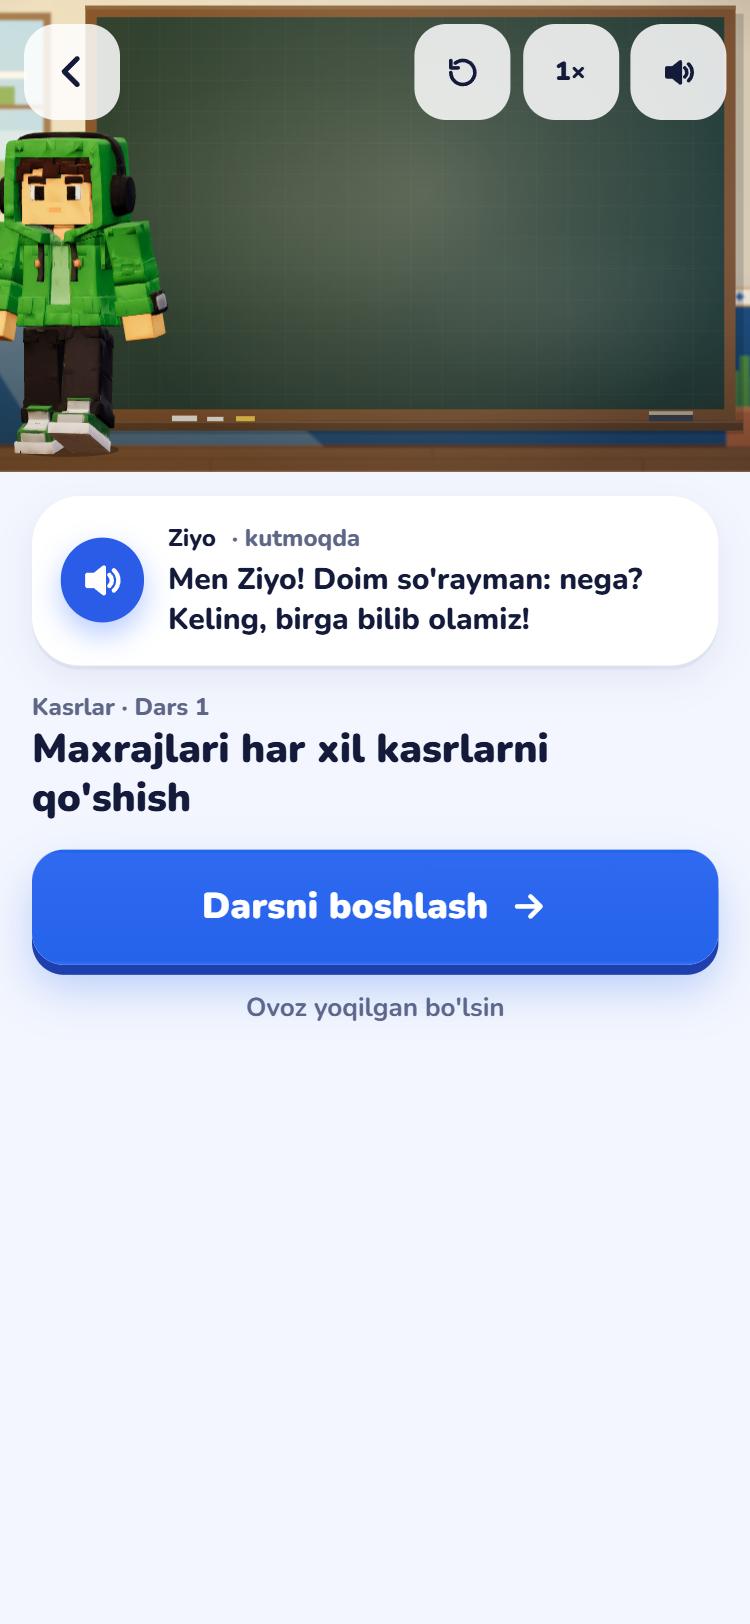 1×
Ziyo · kutmoqda
Men Ziyo! Doim so'rayman: nega?
Keling, birga bilib olamiz!
Kasrlar · Dars 1
Maxrajlari har xil kasrlarni
qo'shish
Darsni boshlash →
Ovoz yoqilgan bo'lsin